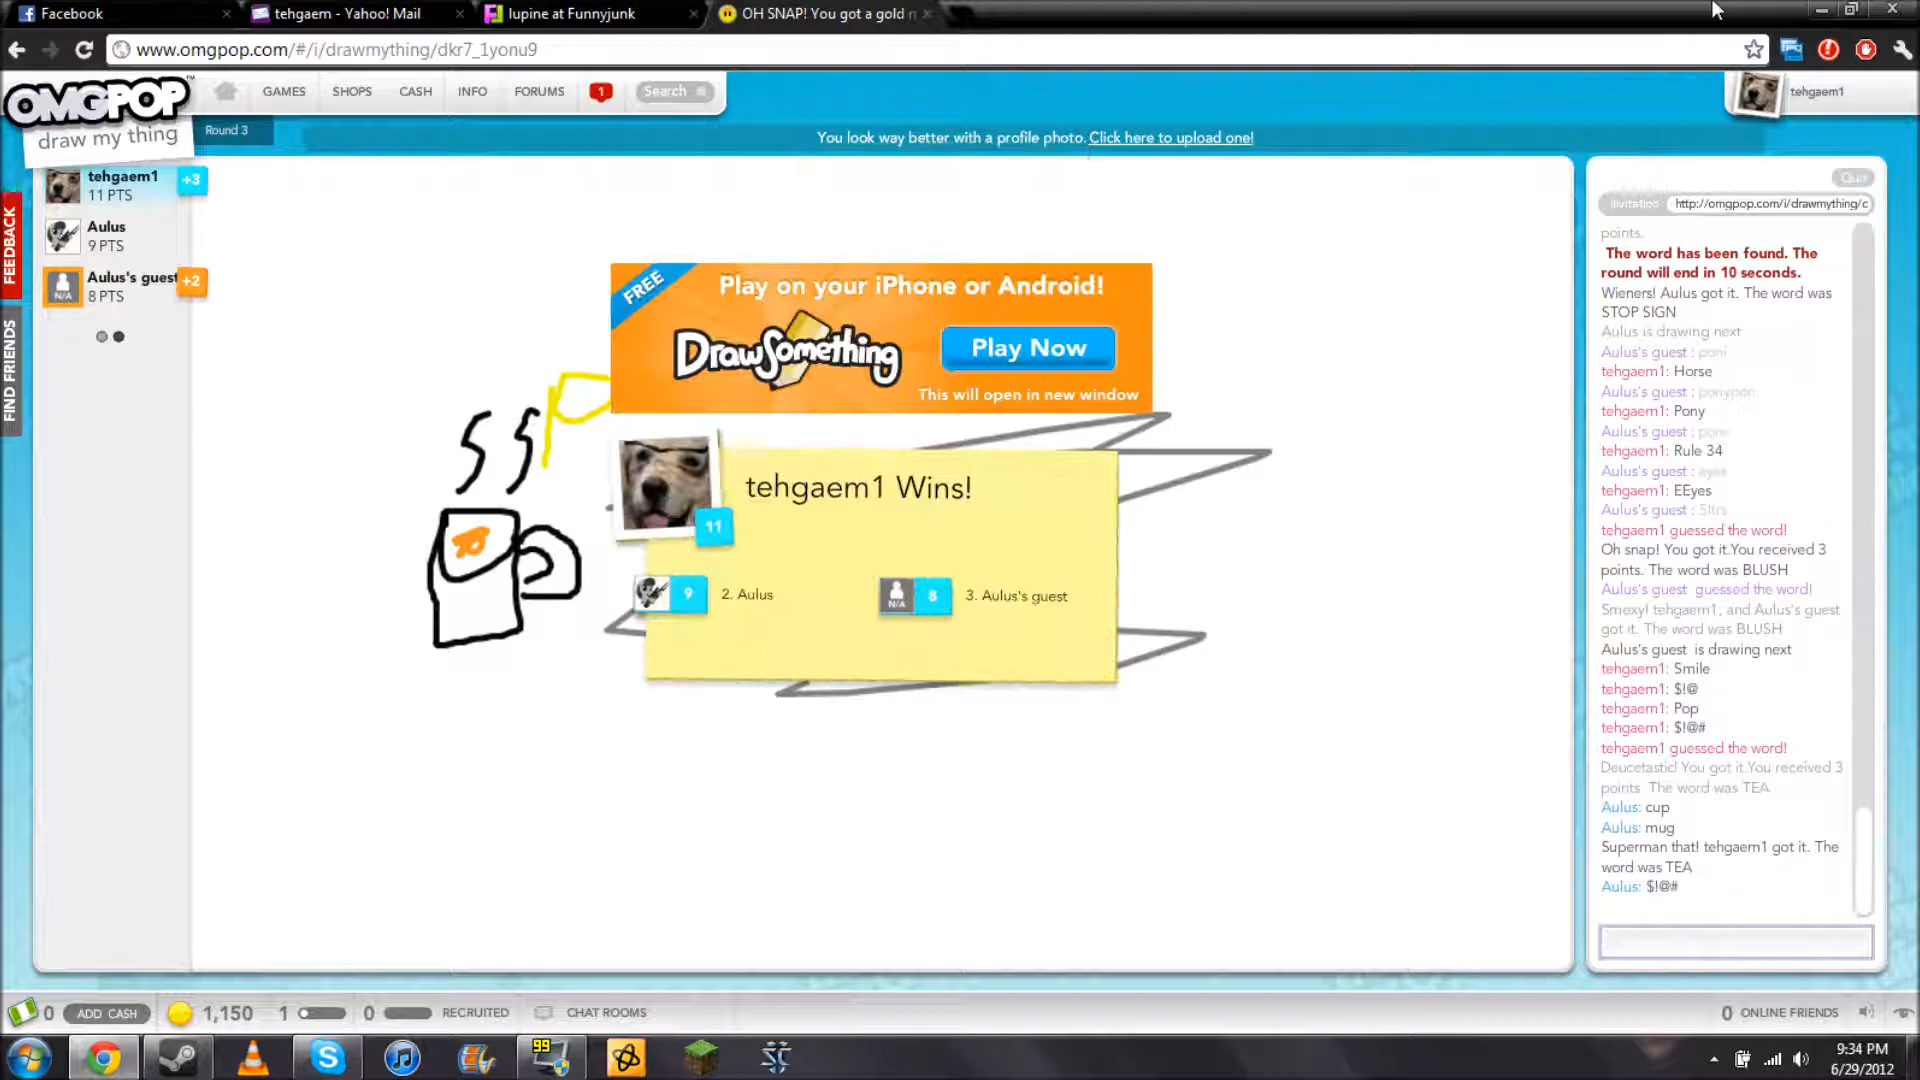 Facebook
tehgaem - Yahoo! Mail
lupine at Funnyjunk
OH SNAP! You got a gold
www.omgpop.com/#/i/drawmything/dkr7_1yonu9
OMGPOP
draw my thing
GAMES
SHOPS
CASH
INFO
FORUMS
1
Search
tehgaem1
Round 3
You look way better with a profile photo. Click here to upload one!
FEEDBACK
FIND FRIENDS
tehgaem1
11 PTS
+3
Aulus
9 PTS
N/A
Aulus's guest
8 PTS
+2
FREE
Play on your iPhone or Android!
DrawSomething
Play Now
This will open in new window
tehgaem1 Wins!
11
9
2. Aulus
N/A
8
3. Aulus's guest
Quit
Invitation
http://omgpop.com/i/drawmything/c
points.
The word has been found. The
round will end in 10 seconds.
Wieners! Aulus got it. The word was
STOP SIGN
Aulus is drawing next
Aulus's guest : poni
tehgaem1: Horse
Aulus's guest : ponypon
tehgaem1: Pony
Aulus's guest :
tehgaem1: Rule 34
Aulus's guest : eyes
tehgaem1: EEyes
Aulus's guest : 5ltrs
tehgaem1 guessed the word!
Oh snap! You got it.You received 3
points. The word was BLUSH
Aulus's guest guessed the word!
Smexy! tehgaem1, and Aulus's guest
got it. The word was BLUSH
Aulus's guest is drawing next
tehgaem1: Smile
tehgaem1: $!@
tehgaem1: Pop
tehgaem1: $!@#
tehgaem1 guessed the word!
Deucetastic! You got it.You received 3
points The word was TEA
Aulus: cup
Aulus: mug
Superman that! tehgaem1 got it. The
word was TEA
Aulus: $!@#
0
ADD CASH
1,150
1
0
RECRUITED
CHAT ROOMS
0 ONLINE FRIENDS
99
9:34 PM
6/29/2012